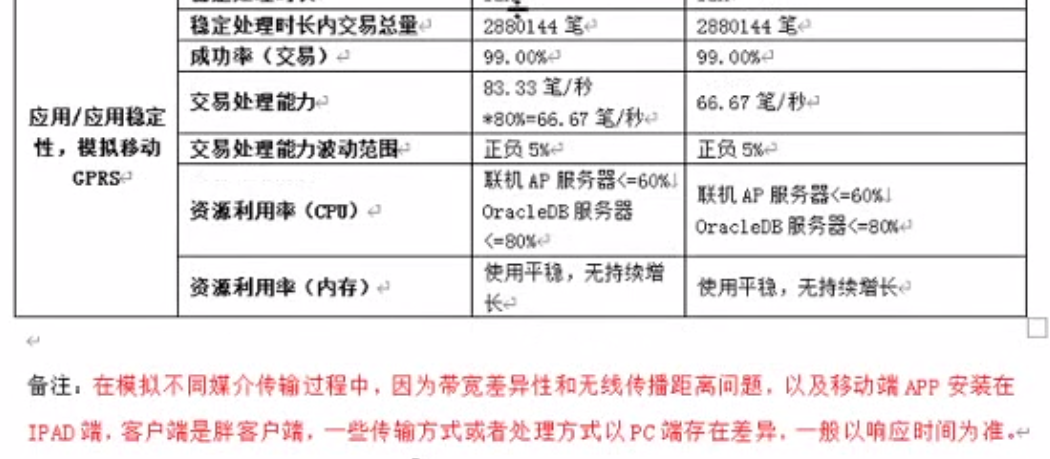 稳定处理时长内交易总量 2880144 笔 2880144 笔
成功率（交易） 99.00% 99.00%
应用/应用稳定
性，模拟移动
GPRS
交易处理能力
83.33 笔/秒
*80%=66.67 笔/秒
66.67 笔/秒
交易处理能力波动范围 正负 5% 正负 5%
资源利用率（CPU）
联机 AP 服务器<=60%↓
OracleDB 服务器
<=80%
联机 AP 服务器<=60%↓
OracleDB 服务器<=80%
资源利用率（内存）
使用平稳，无持续增
长
使用平稳，无持续增长
备注：在模拟不同媒介传输过程中，因为带宽差异性和无线传播距离问题，以及移动端 APP 安装在
IPAD 端，客户端是胖客户端，一些传输方式或者处理方式以 PC 端存在差异，一般以响应时间为准。